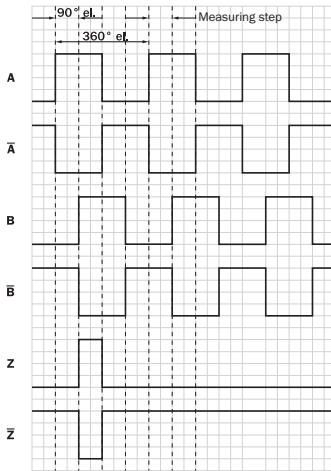 90° el. Measuring step
360° el.
A
A̅
B
B̅
Z
Z̅